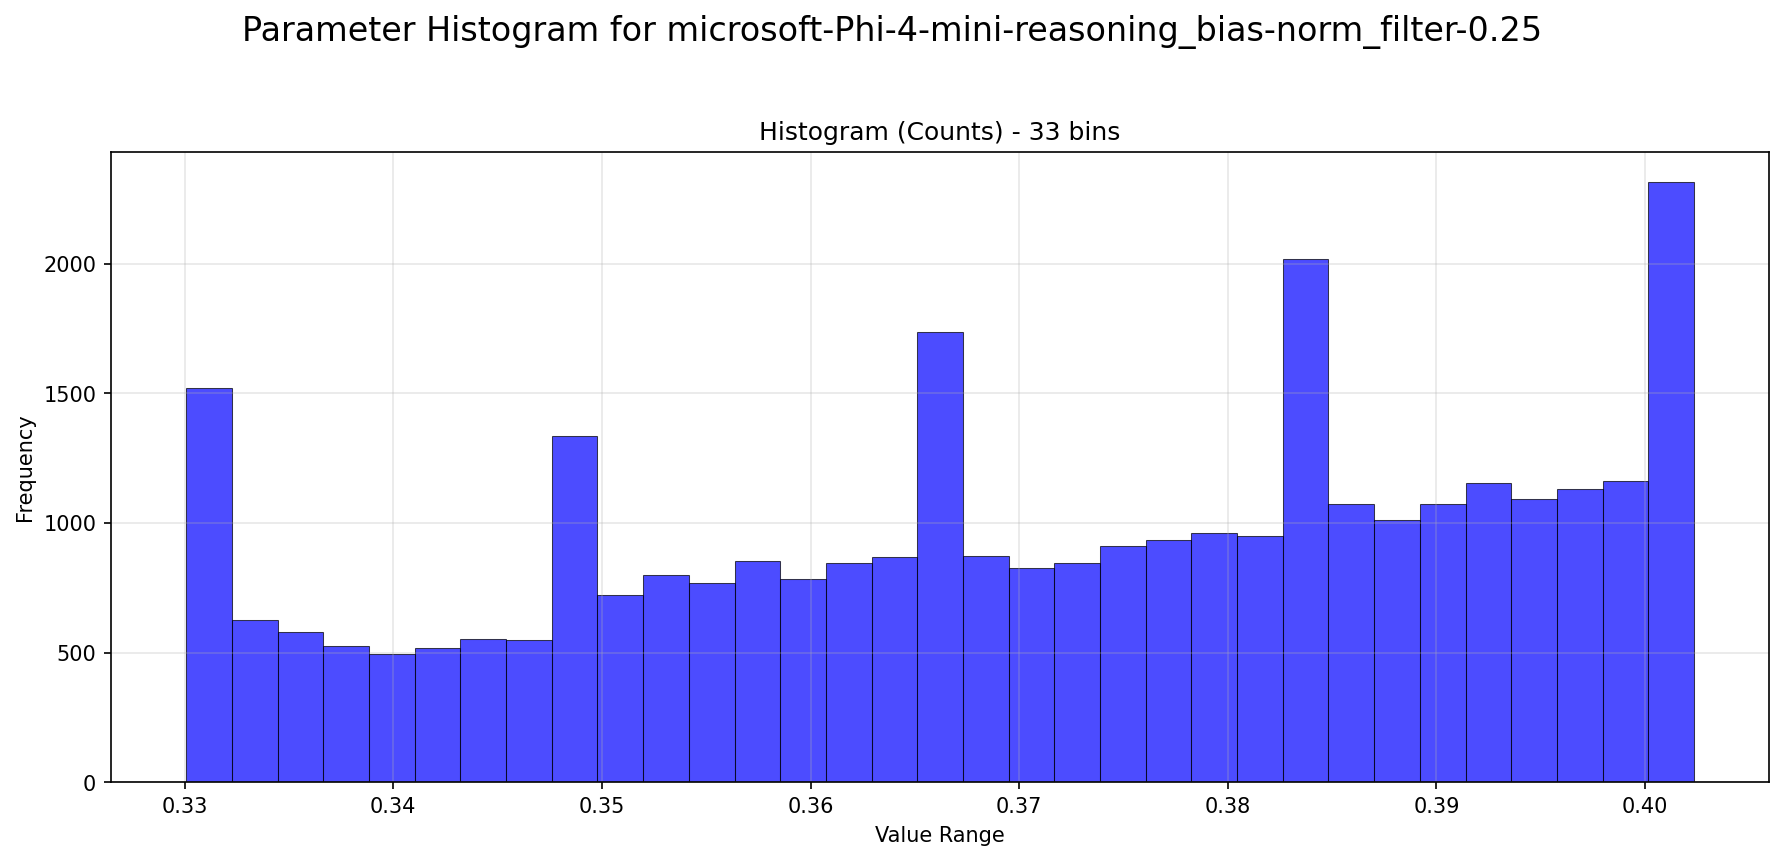 Parameter Histogram for microsoft-Phi-4-mini-reasoning_bias-norm_filter-0.25
Histogram (Counts) - 33 bins
Frequency
2000
1500
1000
500
0
0.33 0.34 0.35 0.36 0.37 0.38 0.39 0.40
Value Range